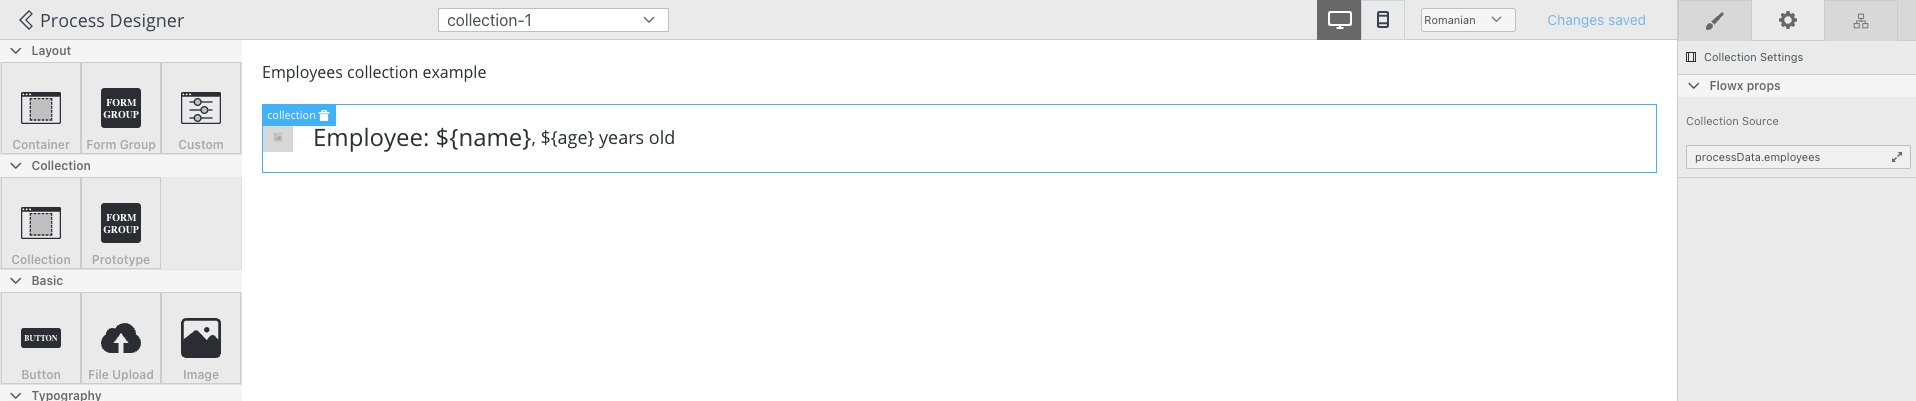 Process Designer
collection-1
Romanian
Changes saved
Layout
FORM GROUP
Container
Form Group
Custom
Collection
FORM GROUP
Collection
Prototype
Basic
BUTTON
Button
File Upload
Image
Typography
Employees collection example
collection
Employee: ${name}, ${age} years old
Collection Settings
Flowx props
Collection Source
processData.employees